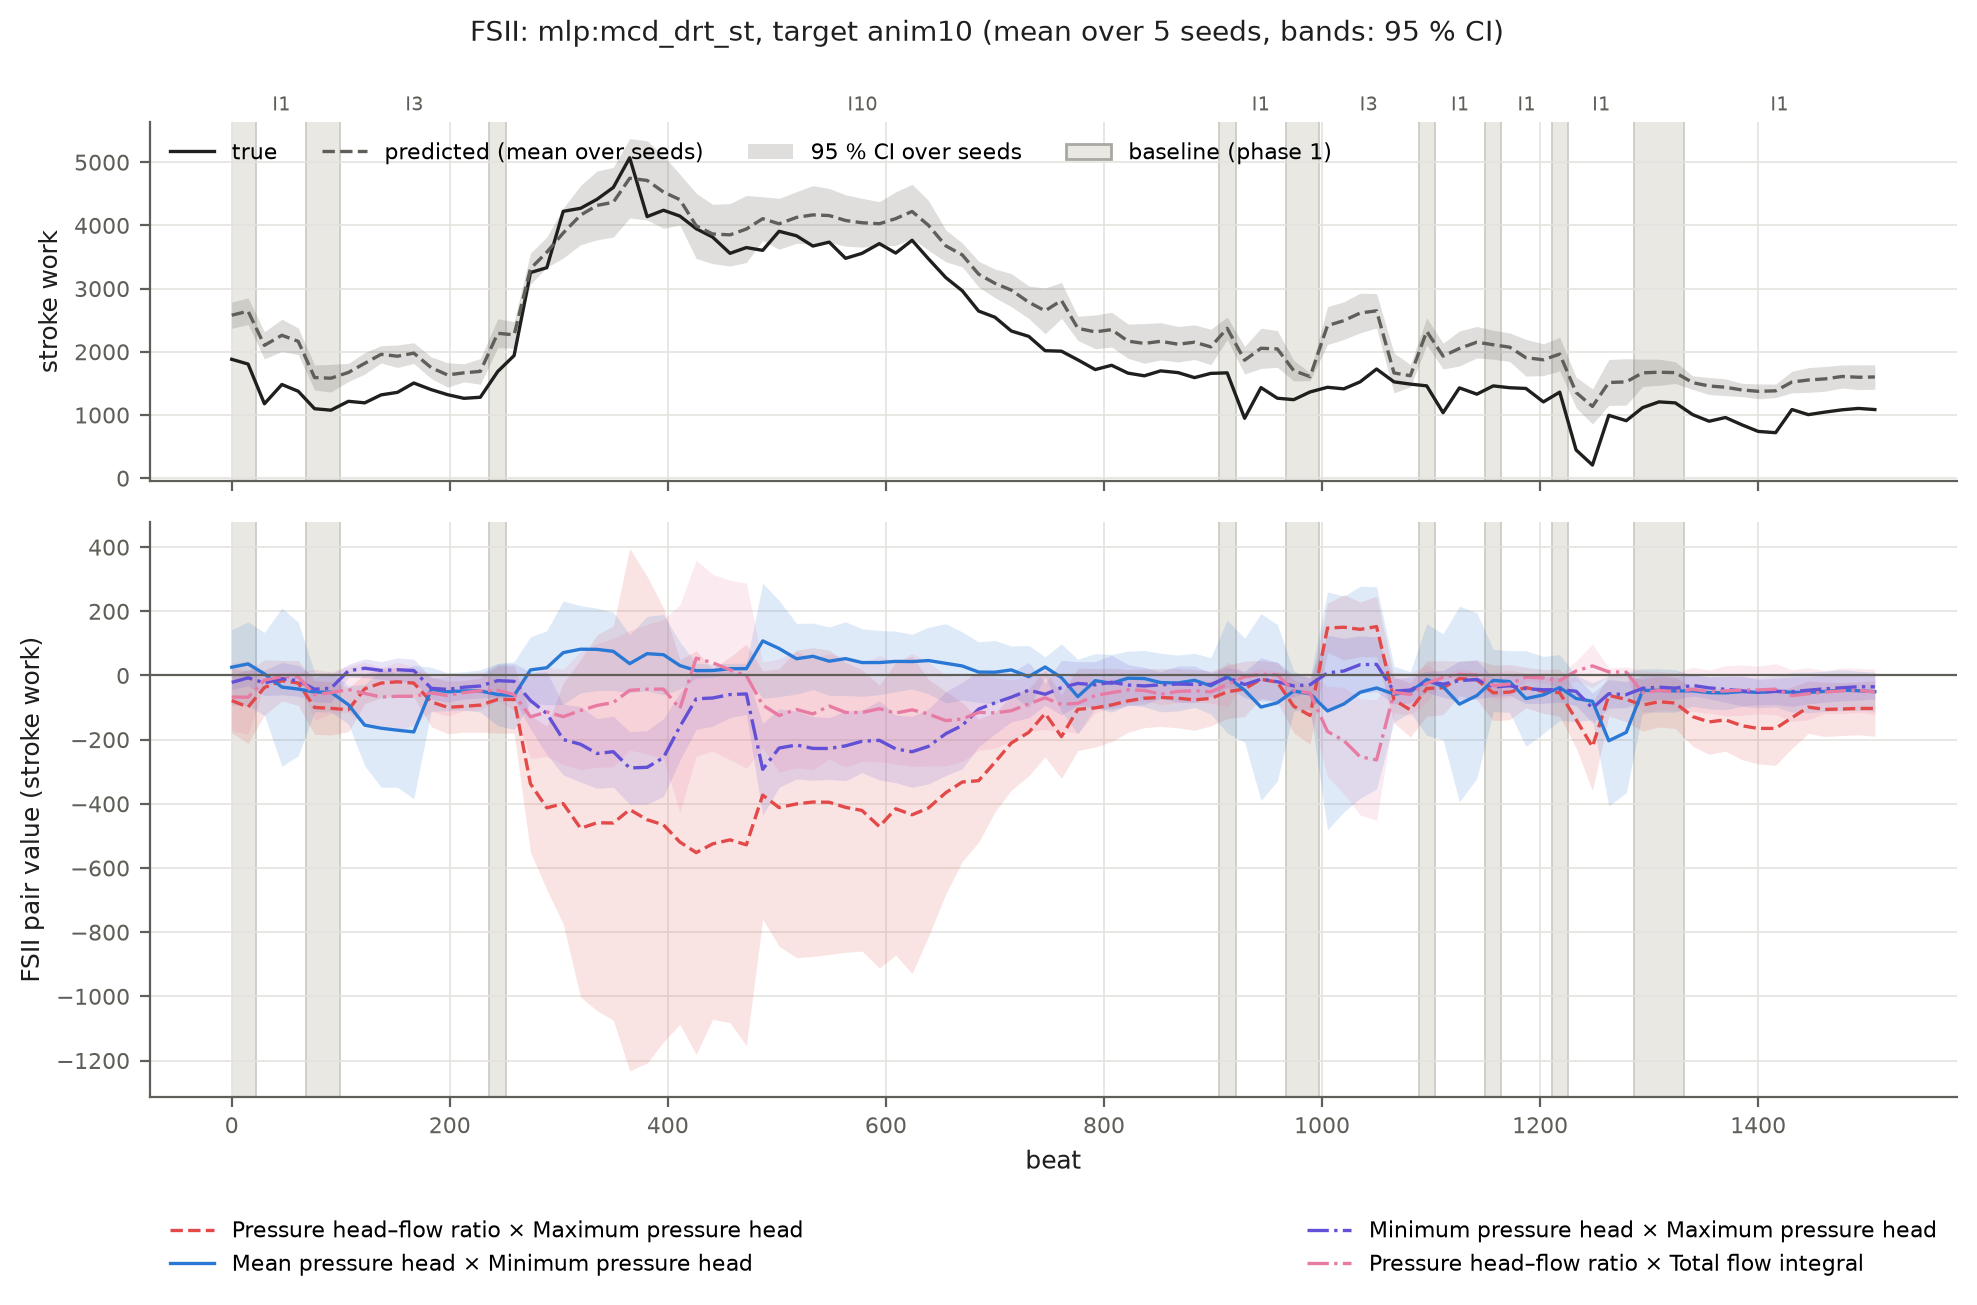 FSII: mlp:mcd_drt_st, target anim10 (mean over 5 seeds, bands: 95 % CI)
I1 I3 I10 I1 I3 I1 I1 I1 I1
true predicted (mean over seeds) 95 % CI over seeds baseline (phase 1)
5000
4000
3000
2000
1000
0
stroke work
400
200
0
−200
−400
−600
−800
−1000
−1200
FSII pair value (stroke work)
0 200 400 600 800 1000 1200 1400
beat
Pressure head–flow ratio × Maximum pressure head
Mean pressure head × Minimum pressure head
Minimum pressure head × Maximum pressure head
Pressure head–flow ratio × Total flow integral